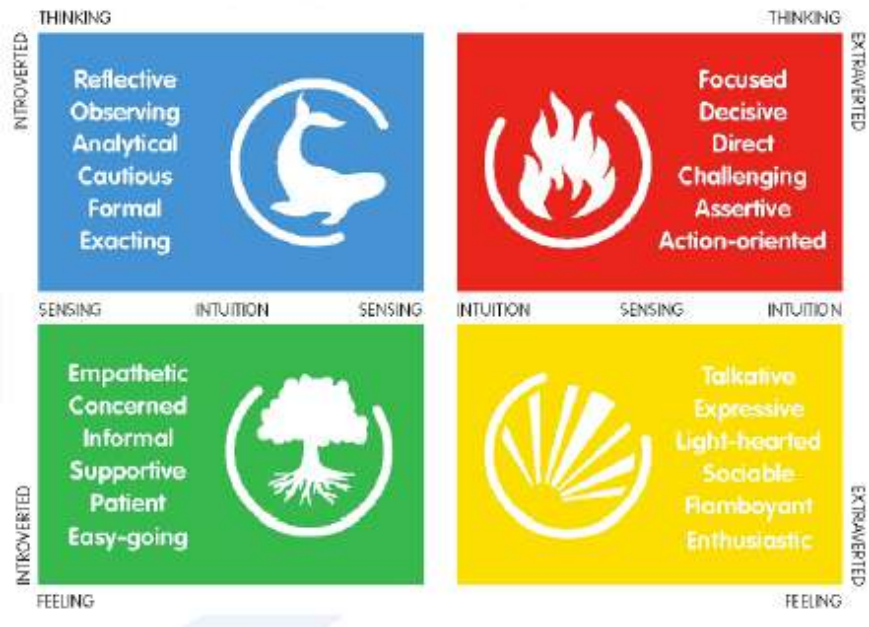 THINKING
THINKING
INTROVERTED
EXTRAVERTED
Reflective
Observing
Analytical
Cautious
Formal
Exacting
Focused
Decisive
Direct
Challenging
Assertive
Action-oriented
SENSING INTUITION SENSING
INTUITION SENSING INTUITION
Empathetic
Concerned
Informal
Supportive
Patient
Easy-going
Talkative
Expressive
Light-hearted
Sociable
Flamboyant
Enthusiastic
INTROVERTED
EXTRAVERTED
FEELING
FEELING